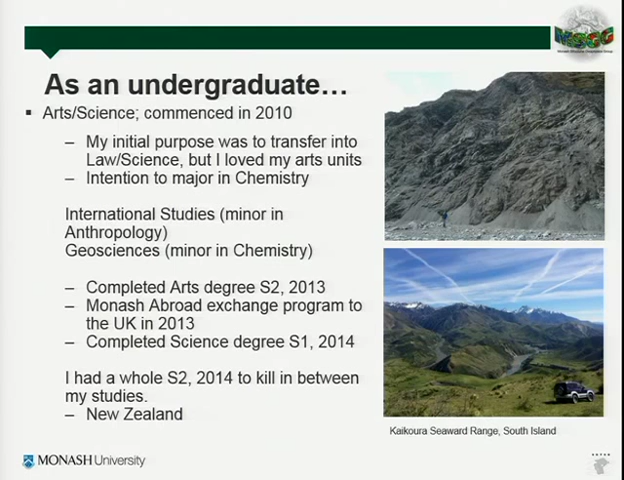 As an undergraduate…
▪ Arts/Science; commenced in 2010
– My initial purpose was to transfer into
Law/Science, but I loved my arts units
– Intention to major in Chemistry
International Studies (minor in
Anthropology)
Geosciences (minor in Chemistry)
– Completed Arts degree S2, 2013
– Monash Abroad exchange program to
the UK in 2013
– Completed Science degree S1, 2014
I had a whole S2, 2014 to kill in between
my studies.
– New Zealand
Kaikoura Seaward Range, South Island
MONASH University